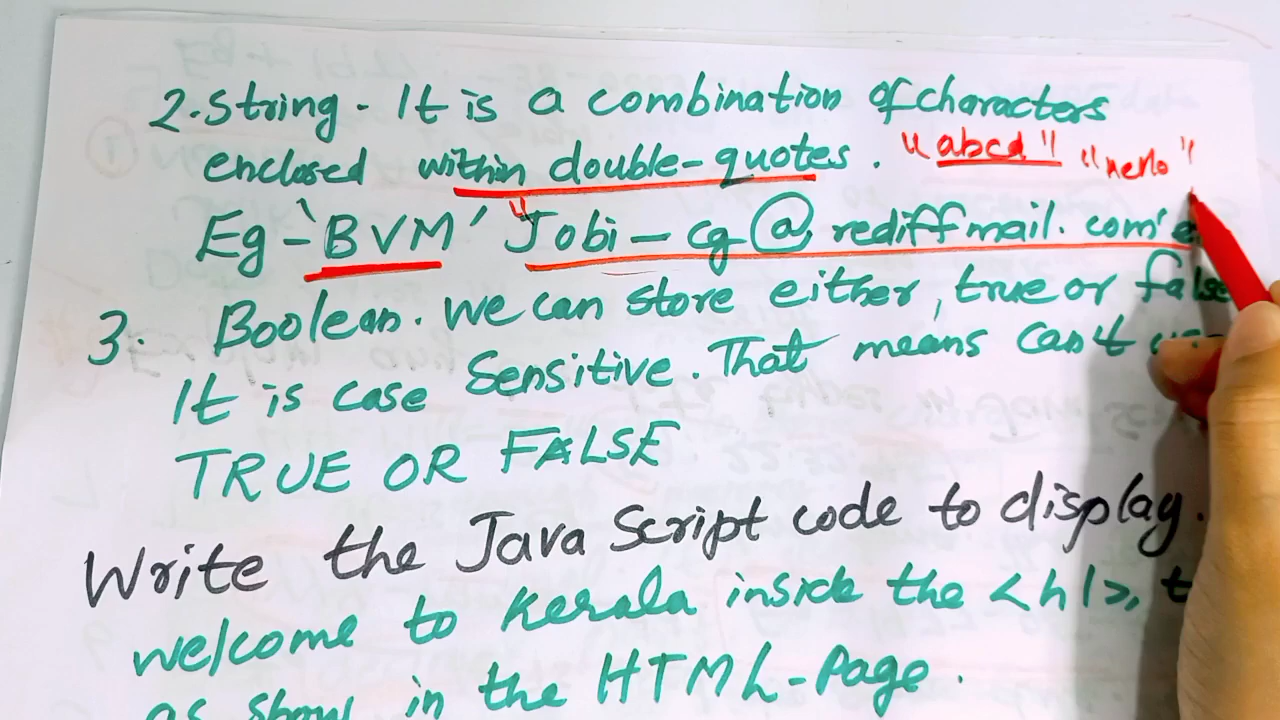 2. String - It is a combination of characters
enclosed within double-quotes. "abcd" "hello"
Eg - 'BVM' "Jobi-cg@rediffmail.com'
3. Boolean. We can store either, true or false
It is case Sensitive. That means can't
TRUE OR FALSE
Write the Java Script code to display.
welcome to Kerala inside the <h1>,
as show in the HTML-Page.